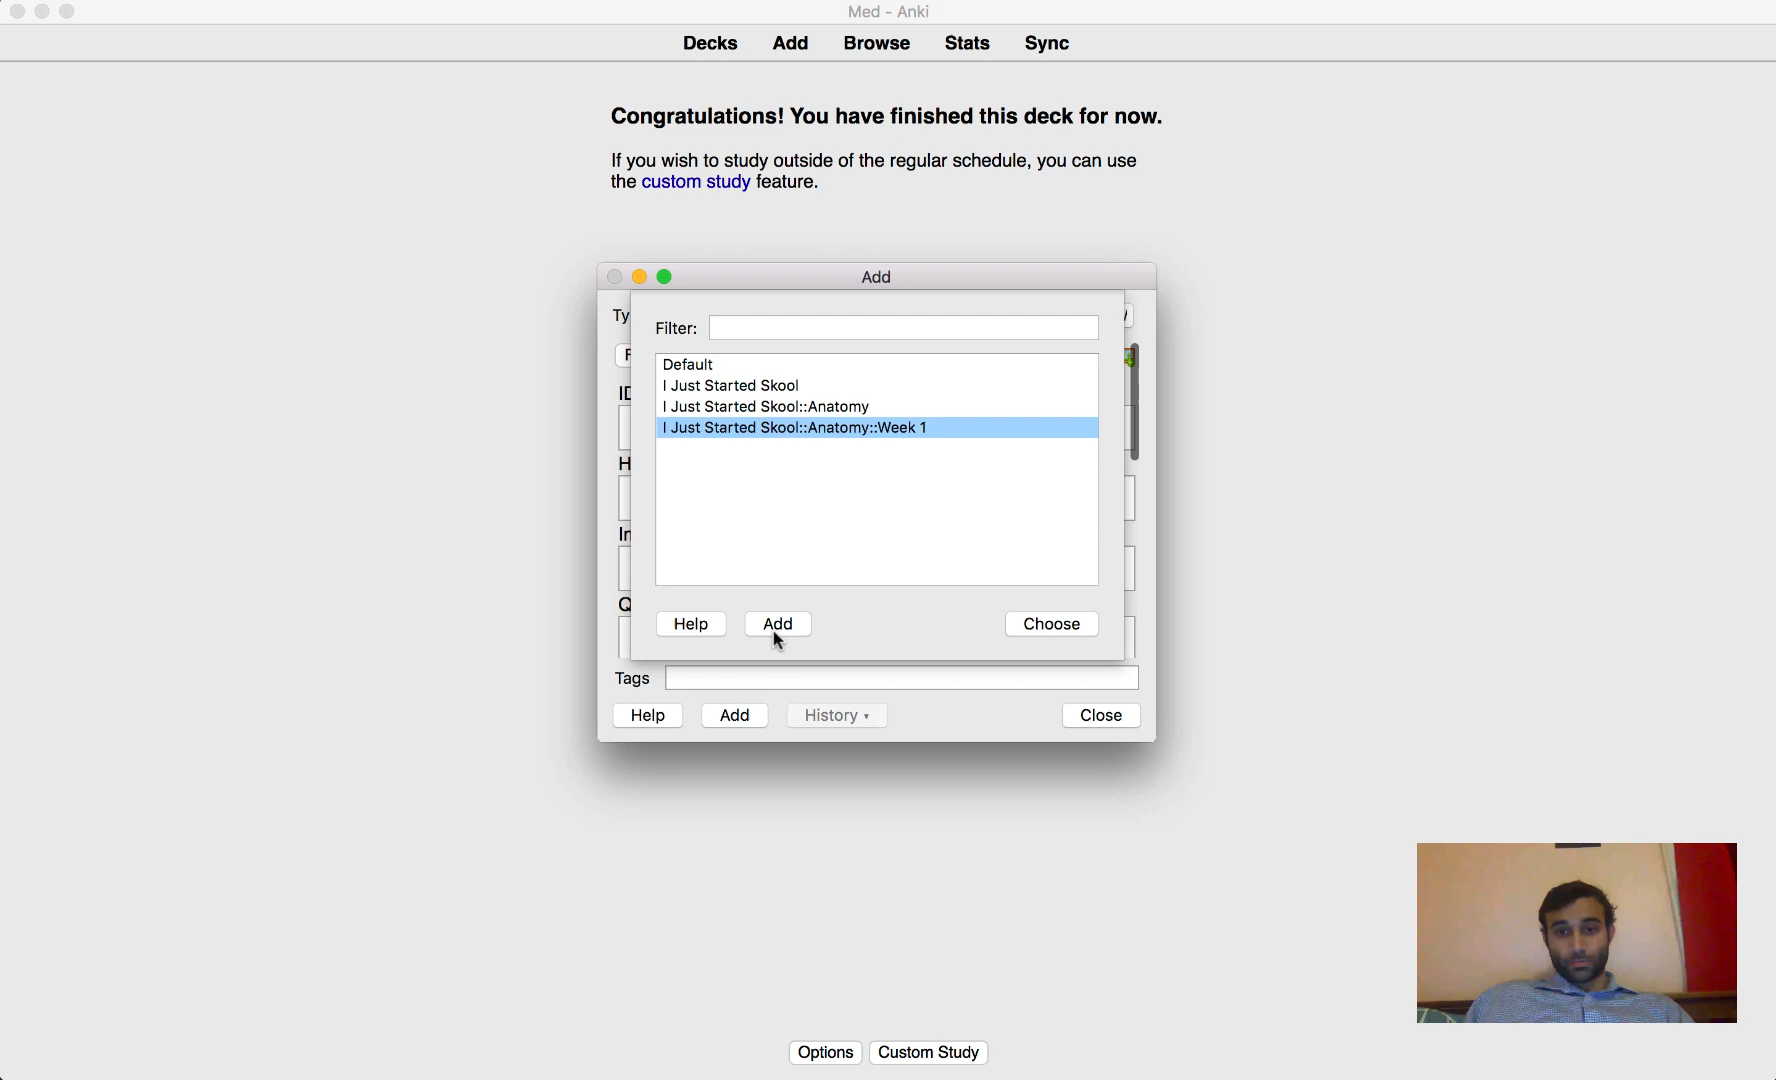 Med - Anki
Decks Add Browse Stats Sync
Congratulations! You have finished this deck for now.
If you wish to study outside of the regular schedule, you can use
the custom study feature.
Add
Ty
Filter:
F
Default
I Just Started Skool
I Just Started Skool::Anatomy
I Just Started Skool::Anatomy::Week 1
H
In
Q
Help Add Choose
Tags
Help Add History ▾ Close
Options Custom Study